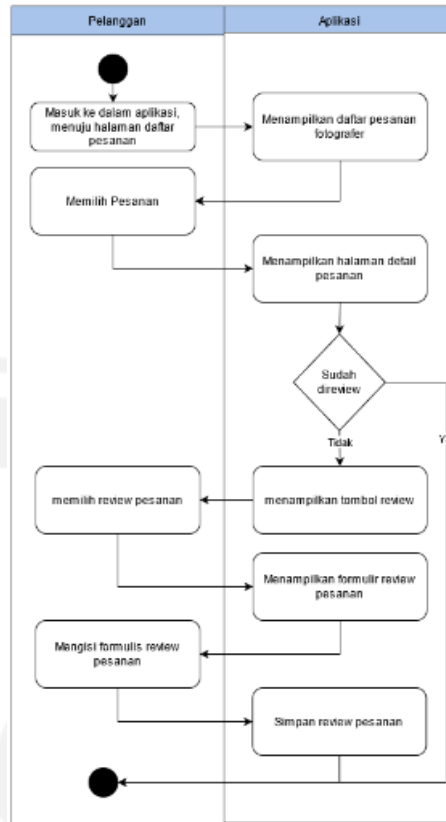 Pelanggan
Aplikasi
Masuk ke dalam aplikasi,
menuju halaman daftar
pesanan
Menampilkan daftar pesanan
fotografer
Memilih Pesanan
Menampilkan halaman detail
pesanan
Sudah
direview
Tidak
Y
memilih review pesanan
menampilkan tombol review
Menampilkan formulir review
pesanan
Mengisi formulis review
pesanan
Simpan review pesanan